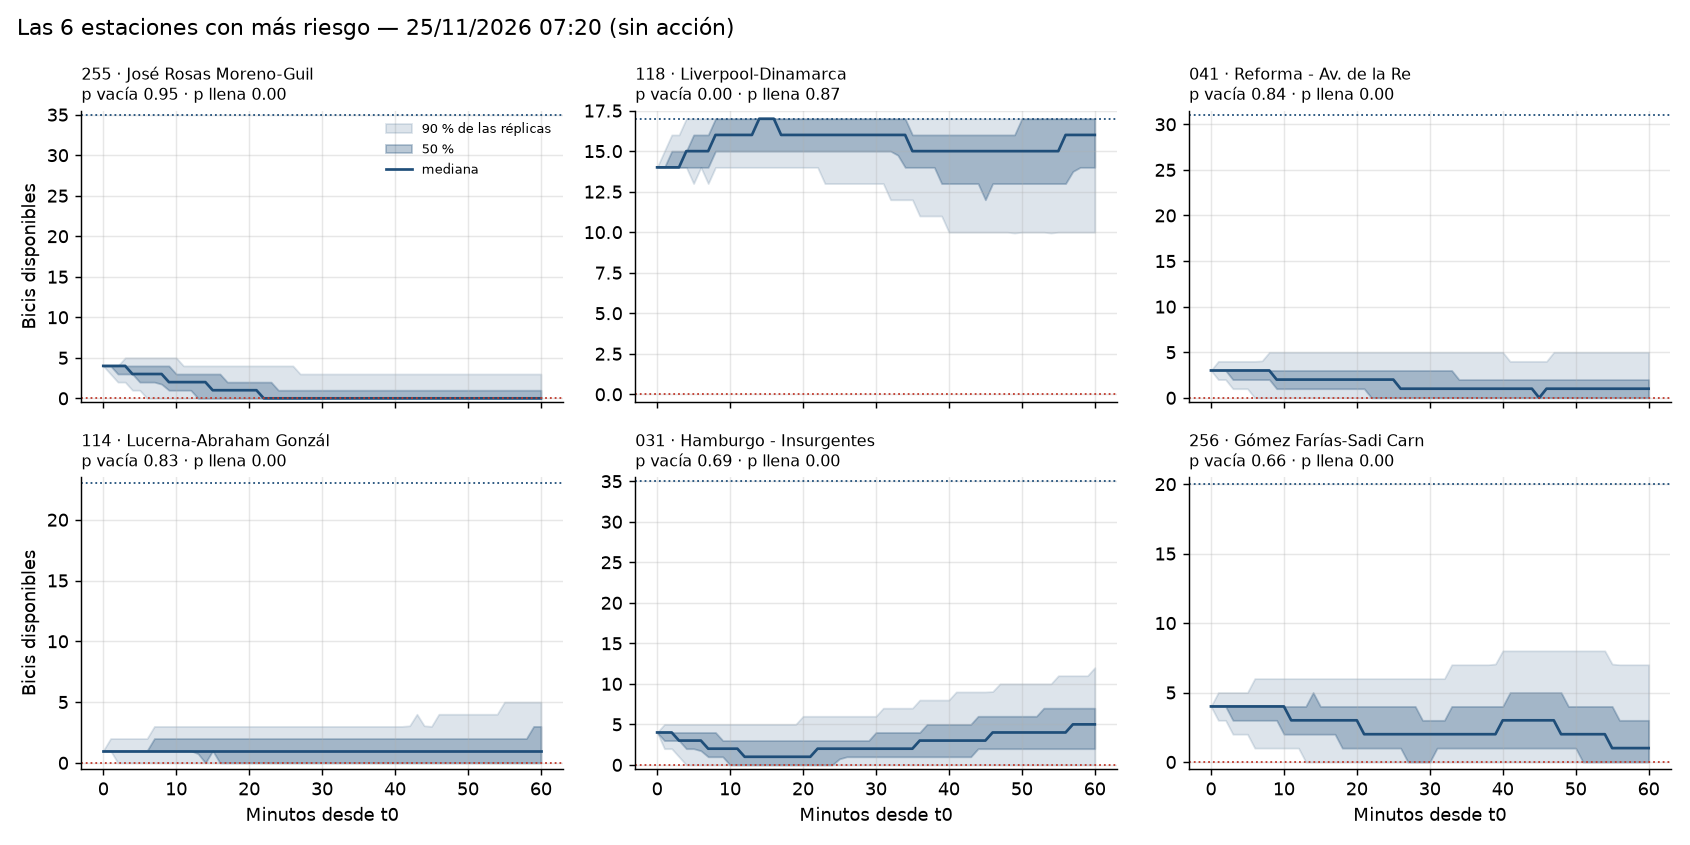 Las 6 estaciones con más riesgo — 25/11/2026 07:20 (sin acción)
255 · José Rosas Moreno-Guil
p vacía 0.95 · p llena 0.00
35
30
25
20
15
10
5
0
Bicis disponibles
90 % de las réplicas
50 %
mediana
118 · Liverpool-Dinamarca
p vacía 0.00 · p llena 0.87
17.5
15.0
12.5
10.0
7.5
5.0
2.5
0.0
041 · Reforma - Av. de la Re
p vacía 0.84 · p llena 0.00
30
25
20
15
10
5
0
114 · Lucerna-Abraham Gonzál
p vacía 0.83 · p llena 0.00
20
15
10
5
0
Bicis disponibles
0 10 20 30 40 50 60
Minutos desde t0
031 · Hamburgo - Insurgentes
p vacía 0.69 · p llena 0.00
35
30
25
20
15
10
5
0
0 10 20 30 40 50 60
Minutos desde t0
256 · Gómez Farías-Sadi Carn
p vacía 0.66 · p llena 0.00
20
15
10
5
0
0 10 20 30 40 50 60
Minutos desde t0